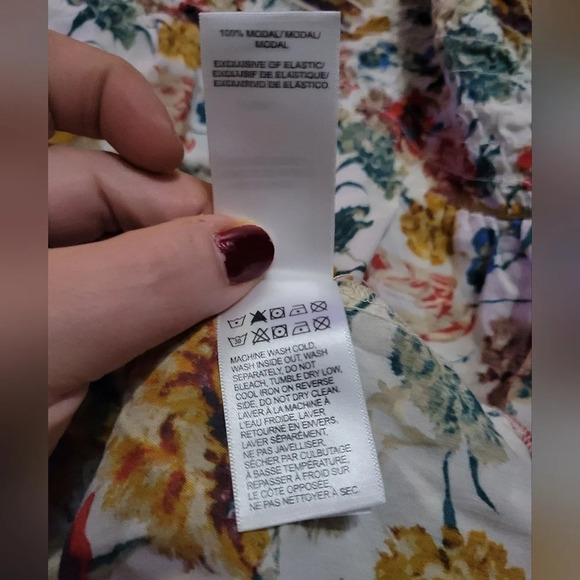 100% MODAL/ MODAL/
MODAL
EXCLUSIVE OF ELASTIC/
EXCLUSIF DE ELASTIQUE/
EXCLUSIVO DE ELÁSTICO
MACHINE WASH COLD,
WASH INSIDE OUT, WASH
SEPARATELY, DO NOT
BLEACH, TUMBLE DRY LOW,
COOL IRON ON REVERSE
SIDE. DO NOT DRY CLEAN.
LAVER À LA MACHINE À
L'EAU FROIDE, LAVER
RETOURNE EN ENVERS,
LAVER SÉPARÉMENT.
NE PAS JAVELLISER.
SÉCHER PAR CULBUTAGE
À BASSE TEMPÉRATURE.
REPASSER À FROID SUR
LE CÔTE OPPOSÉE.
NE PAS NETTOYER À SEC.